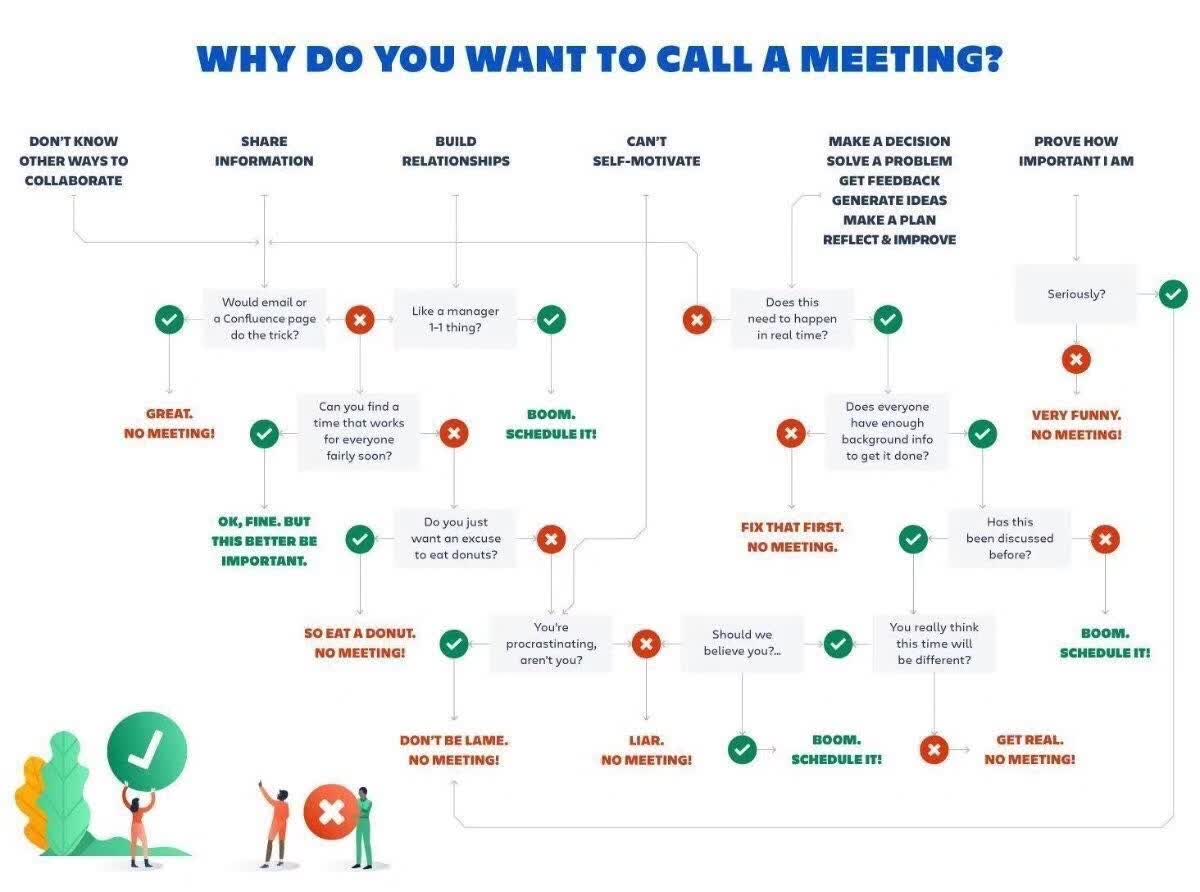 WHY DO YOU WANT TO CALL A MEETING?
DON'T KNOW
OTHER WAYS TO
COLLABORATE
SHARE
INFORMATION
BUILD
RELATIONSHIPS
CAN'T
SELF-MOTIVATE
MAKE A DECISION
SOLVE A PROBLEM
GET FEEDBACK
GENERATE IDEAS
MAKE A PLAN
REFLECT & IMPROVE
PROVE HOW
IMPORTANT I AM
Would email or
a Confluence page
do the trick?
Like a manager
1-1 thing?
Does this
need to happen
in real time?
Seriously?
GREAT.
NO MEETING!
Can you find a
time that works
for everyone
fairly soon?
BOOM.
SCHEDULE IT!
Does everyone
have enough
background info
to get it done?
VERY FUNNY.
NO MEETING!
OK, FINE. BUT
THIS BETTER BE
IMPORTANT.
Do you just
want an excuse
to eat donuts?
FIX THAT FIRST.
NO MEETING.
Has this
been discussed
before?
SO EAT A DONUT.
NO MEETING!
You're
procrastinating,
aren't you?
Should we
believe you?...
You really think
this time will
be different?
BOOM.
SCHEDULE IT!
DON'T BE LAME.
NO MEETING!
LIAR.
NO MEETING!
BOOM.
SCHEDULE IT!
GET REAL.
NO MEETING!